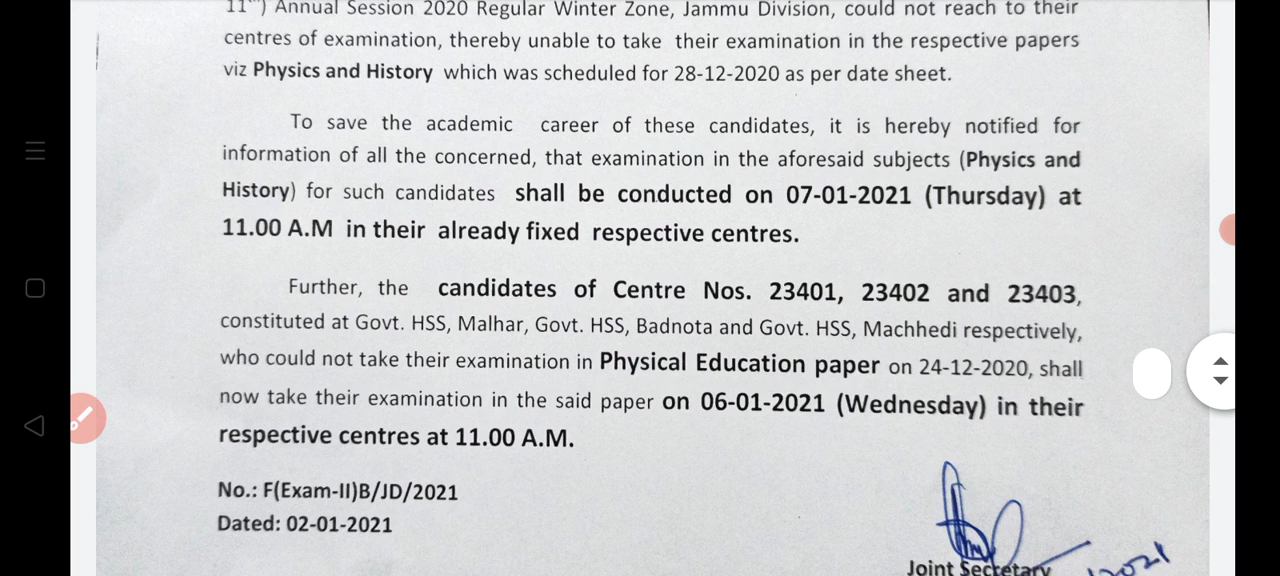 11th) Annual Session 2020 Regular Winter Zone, Jammu Division, could not reach to their
centres of examination, thereby unable to take their examination in the respective papers
viz Physics and History which was scheduled for 28-12-2020 as per date sheet.
To save the academic career of these candidates, it is hereby notified for
information of all the concerned, that examination in the aforesaid subjects (Physics and
History) for such candidates shall be conducted on 07-01-2021 (Thursday) at
11.00 A.M in their already fixed respective centres.
Further, the candidates of Centre Nos. 23401, 23402 and 23403,
constituted at Govt. HSS, Malhar, Govt. HSS, Badnota and Govt. HSS, Machhedi respectively,
who could not take their examination in Physical Education paper on 24-12-2020, shall
now take their examination in the said paper on 06-01-2021 (Wednesday) in their
respective centres at 11.00 A.M.
No.: F(Exam-II)B/JD/2021
Dated: 02-01-2021
Joint Secretary